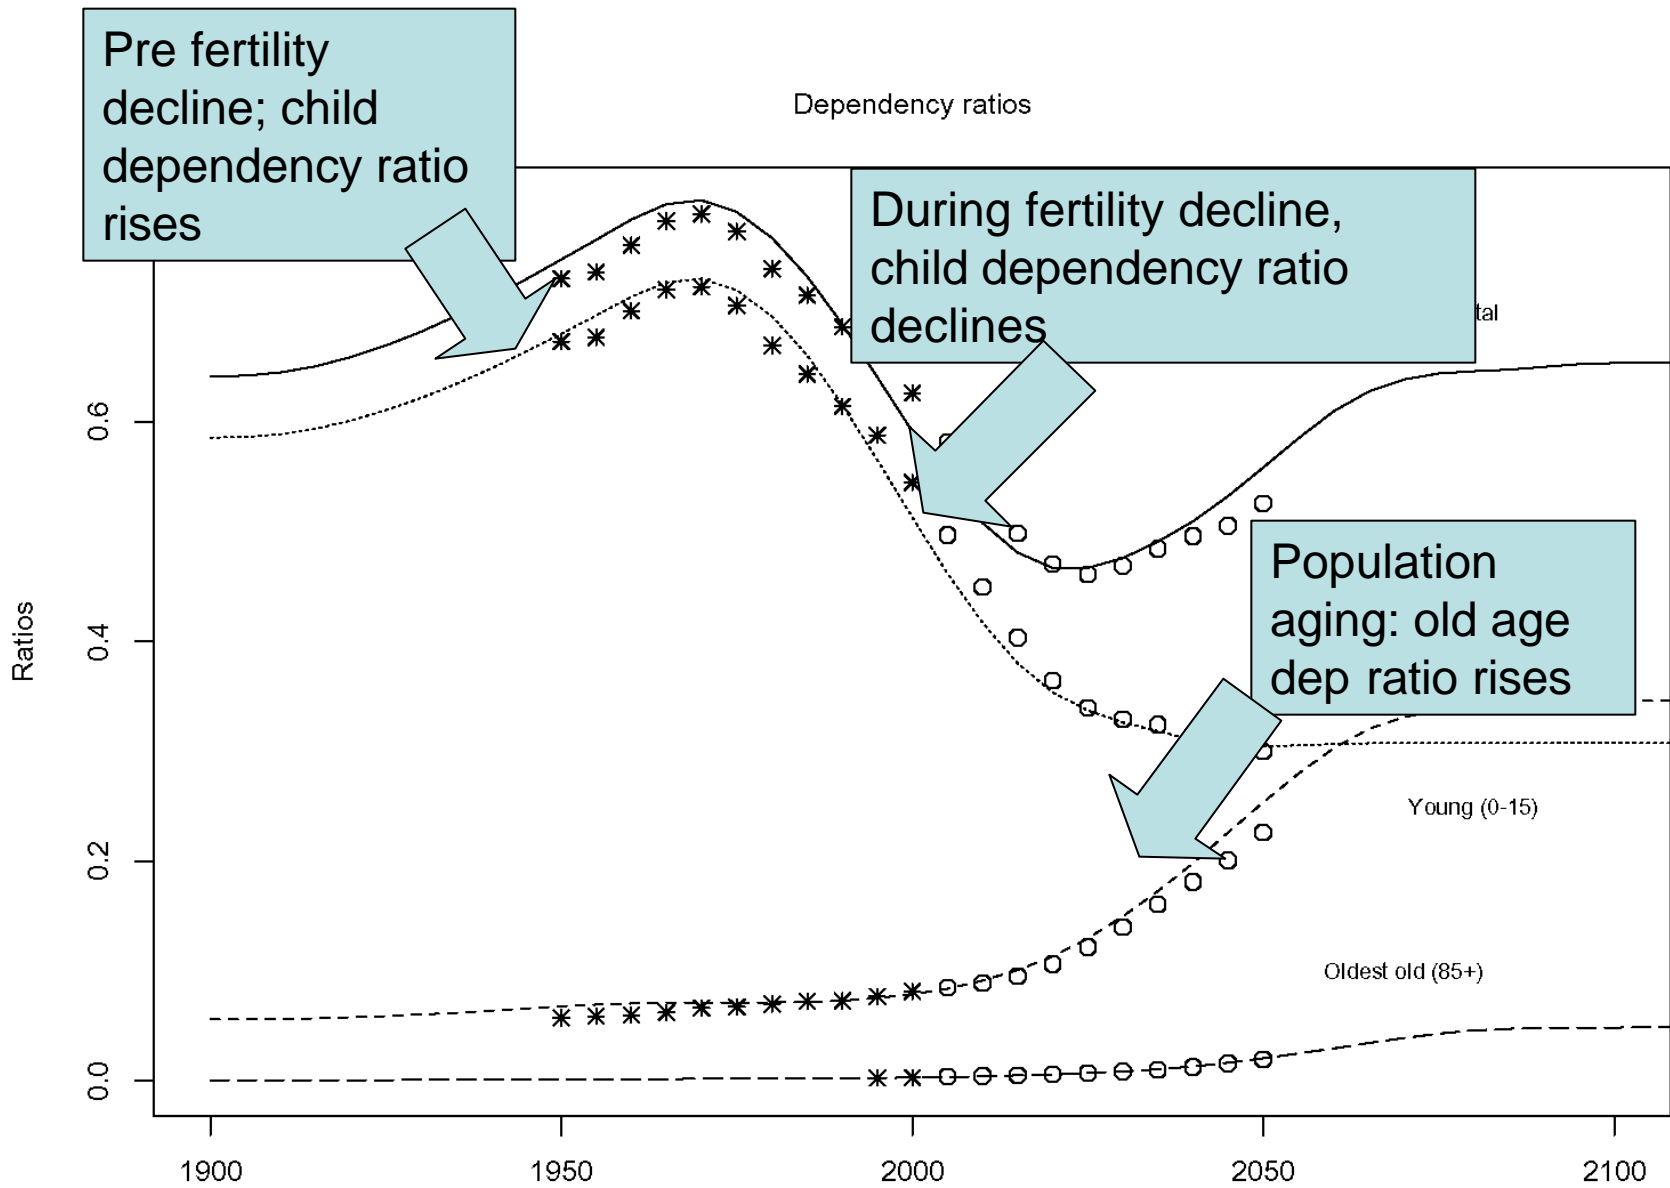 Pre fertility
decline; child
dependency ratio
rises
Dependency ratios
During fertility decline,
child dependency ratio
declines
tal
Population
aging: old age
dep ratio rises
Young (0-15)
Oldest old (85+)
Ratios
0.6
0.4
0.2
0.0
1900 1950 2000 2050 2100